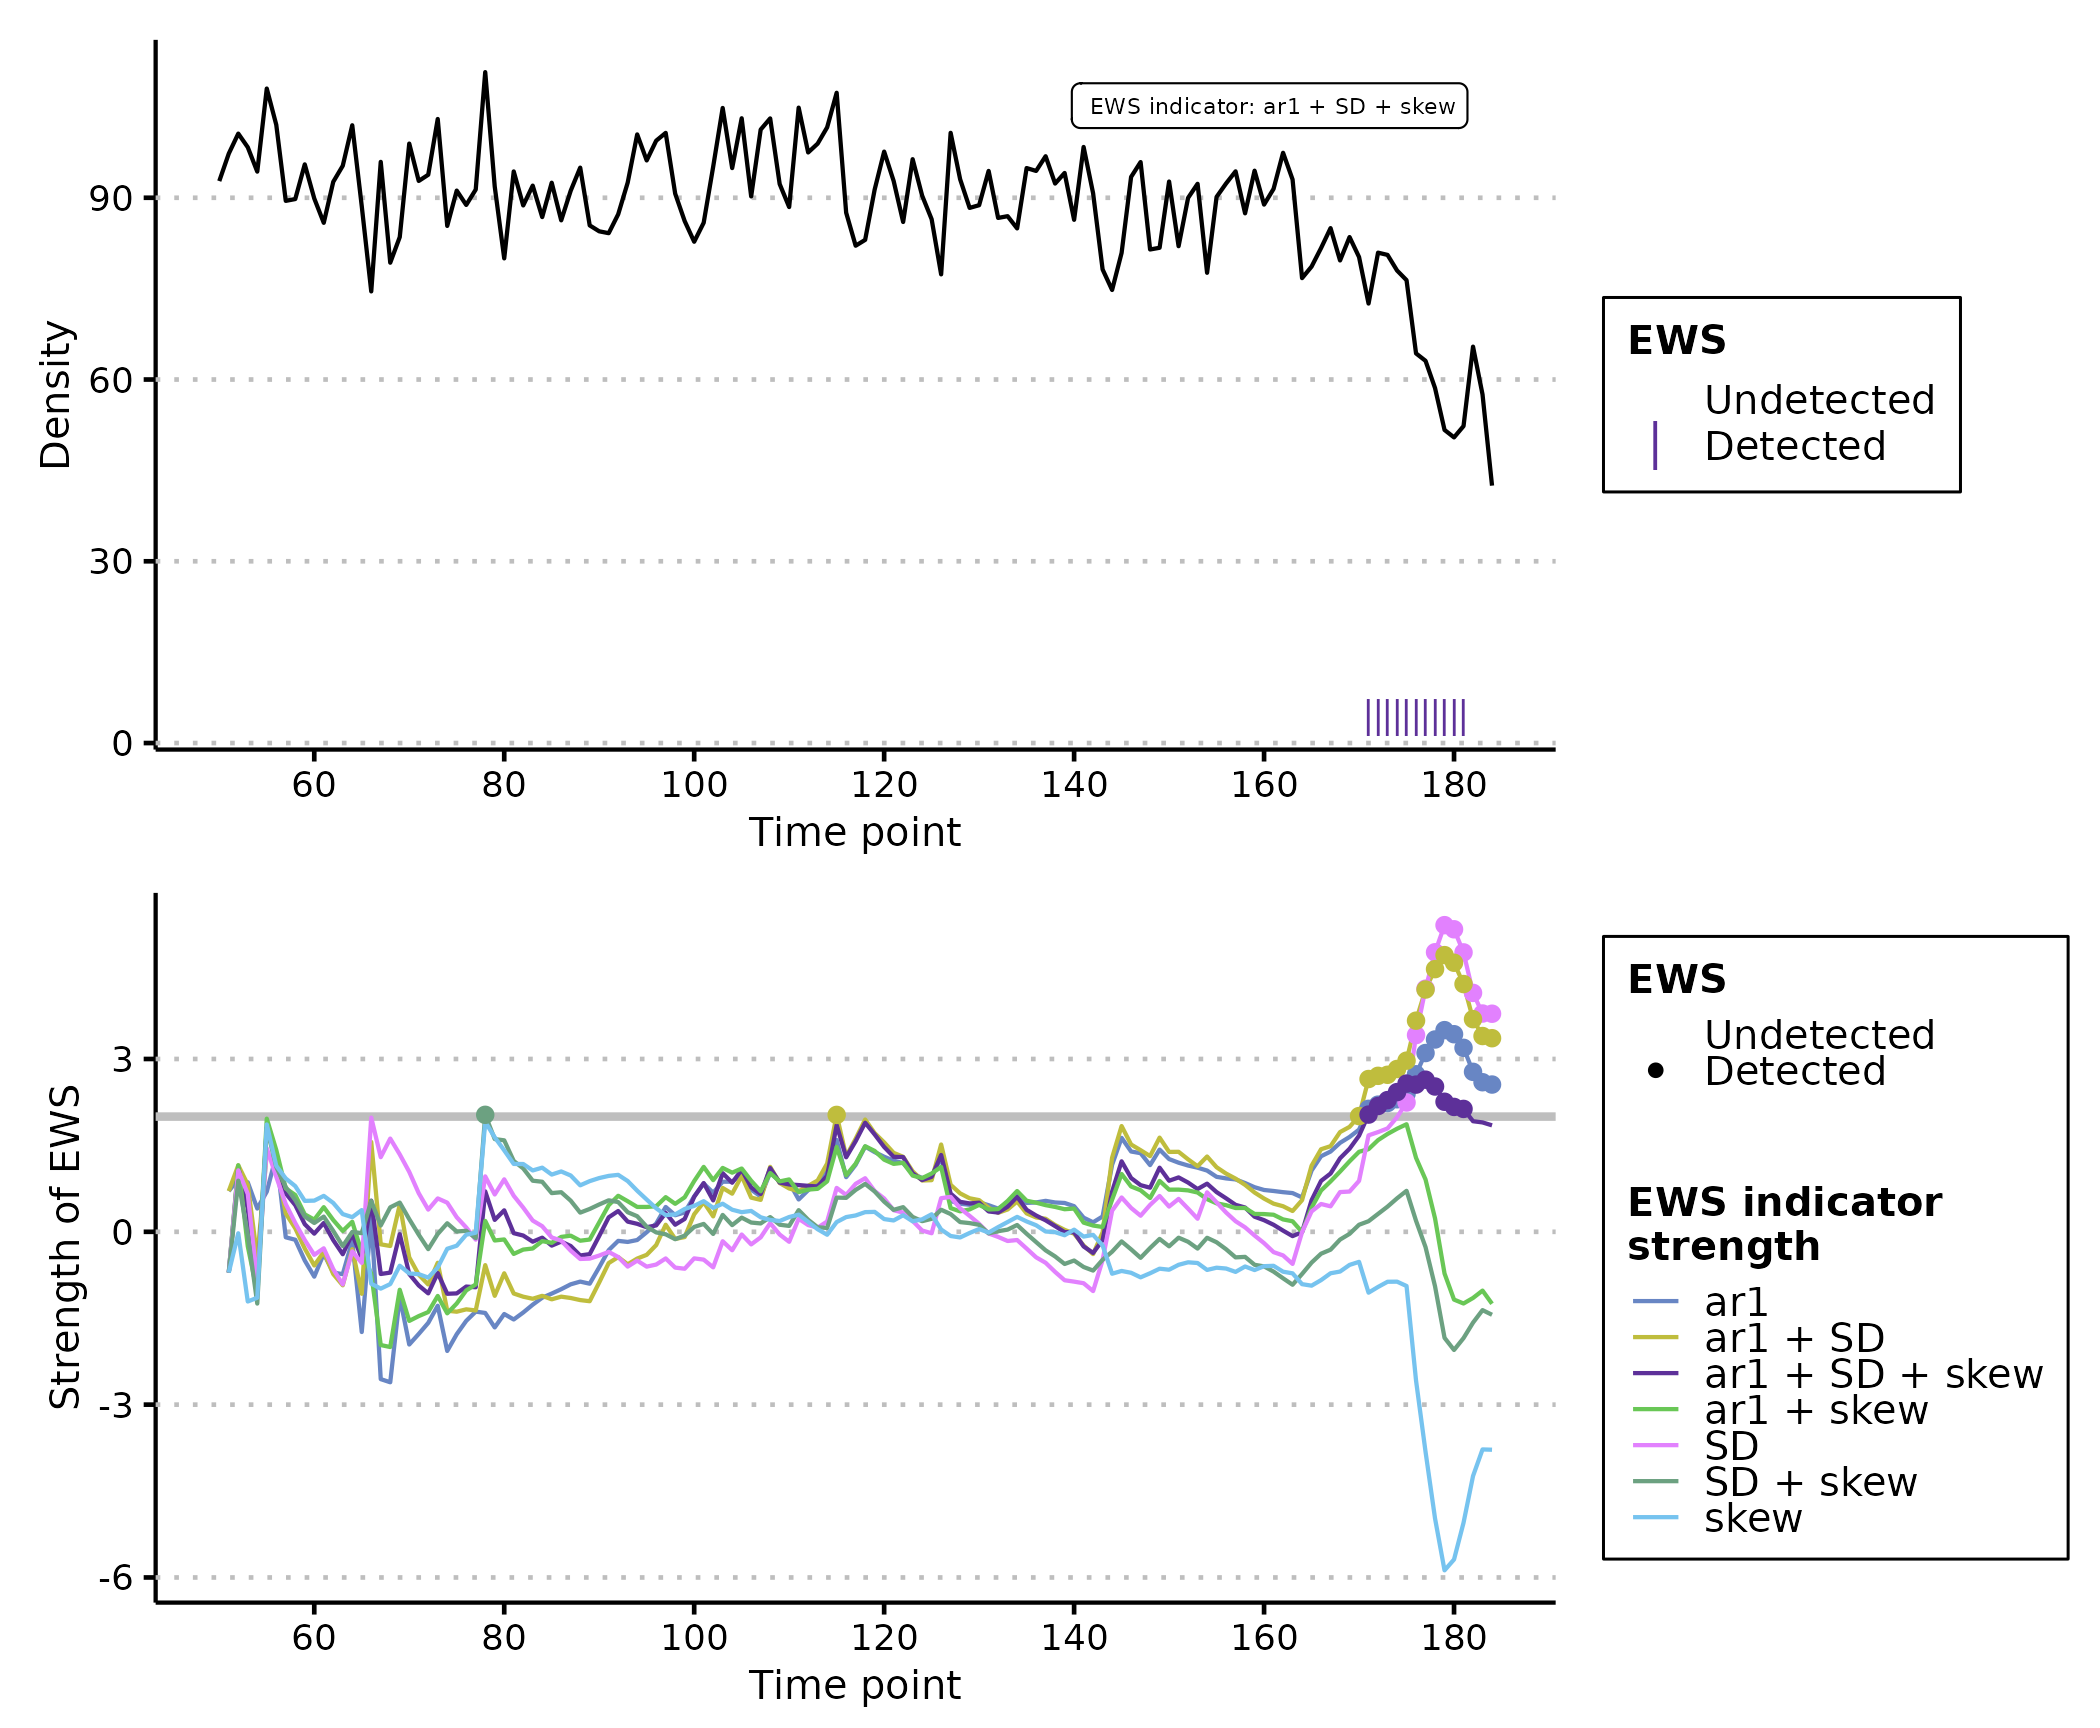 EWS indicator: ar1 + SD + skew
90
60
30
0
Density
60 80 100 120 140 160 180
Time point
EWS
Undetected
Detected
3
0
-3
-6
Strength of EWS
60 80 100 120 140 160 180
Time point
EWS
Undetected
Detected
EWS indicator
strength
ar1
ar1 + SD
ar1 + SD + skew
ar1 + skew
SD
SD + skew
skew